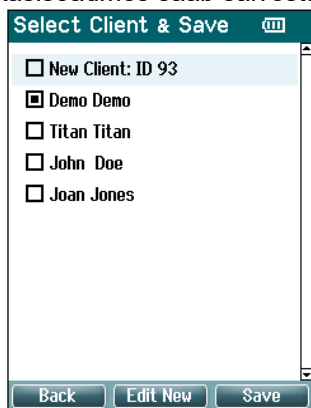 Select Client & Save
New Client: ID 93
Demo Demo
Titan Titan
John Doe
Joan Jones
Back Edit New Save